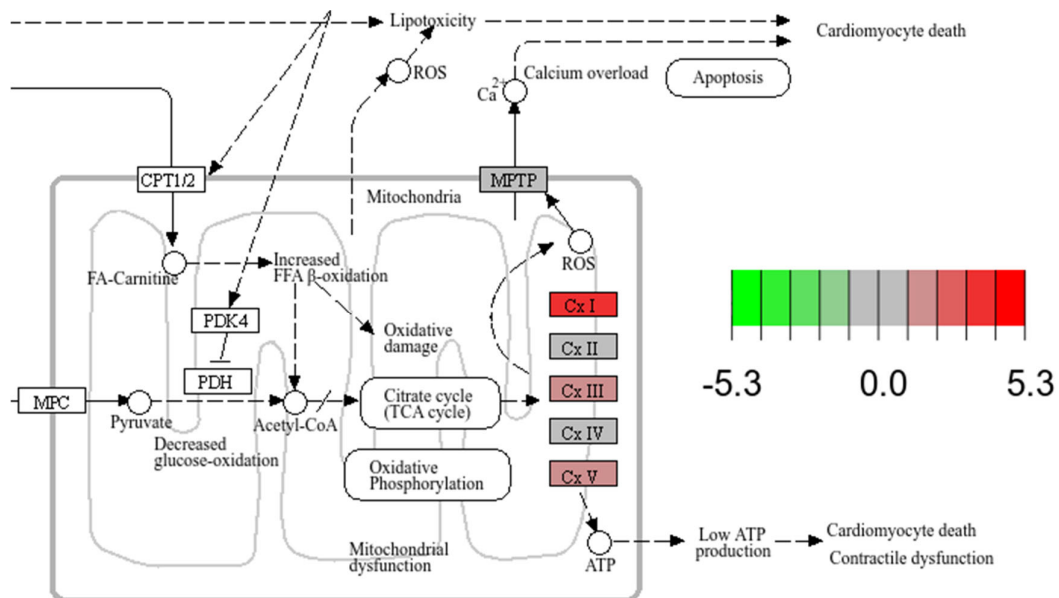 Lipotoxicity
Cardiomyocyte death
ROS
Ca2+
Calcium overload
Apoptosis
CPT1/2
MPTP
Mitochondria
FA-Carnitine
Increased
FFA β-oxidation
ROS
PDK4
Oxidative
damage
Cx I
Cx II
PDH
MPC
Pyruvate
Acetyl-CoA
Citrate cycle
(TCA cycle)
Cx III
Cx IV
Decreased
glucose-oxidation
Oxidative
Phosphorylation
Cx V
Mitochondrial
dysfunction
ATP
Low ATP
production
Cardiomyocyte death
Contractile dysfunction
-5.3 0.0 5.3